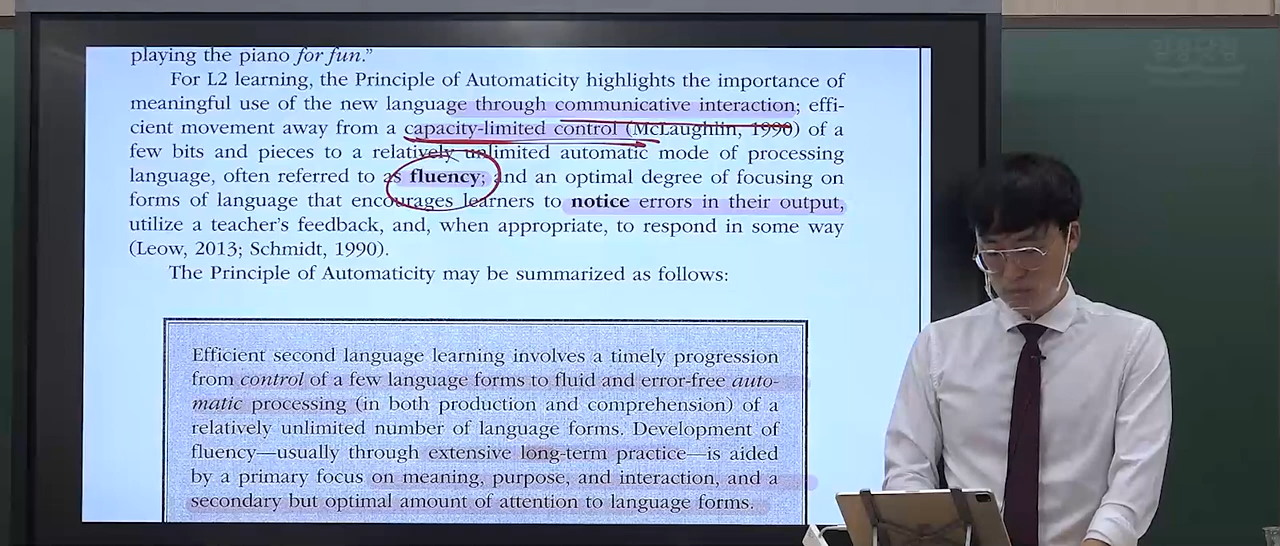 playing the piano for fun."
For L2 learning, the Principle of Automaticity highlights the importance of
meaningful use of the new language through communicative interaction; effi-
cient movement away from a capacity-limited control (McLaughlin, 1990) of a
few bits and pieces to a relatively unlimited automatic mode of processing
language, often referred to as fluency; and an optimal degree of focusing on
forms of language that encourages learners to notice errors in their output,
utilize a teacher's feedback, and, when appropriate, to respond in some way
(Leow, 2013; Schmidt, 1990).
The Principle of Automaticity may be summarized as follows:
Efficient second language learning involves a timely progression
from control of a few language forms to fluid and error-free auto-
matic processing (in both production and comprehension) of a
relatively unlimited number of language forms. Development of
fluency—usually through extensive long-term practice—is aided
by a primary focus on meaning, purpose, and interaction, and a
secondary but optimal amount of attention to language forms.